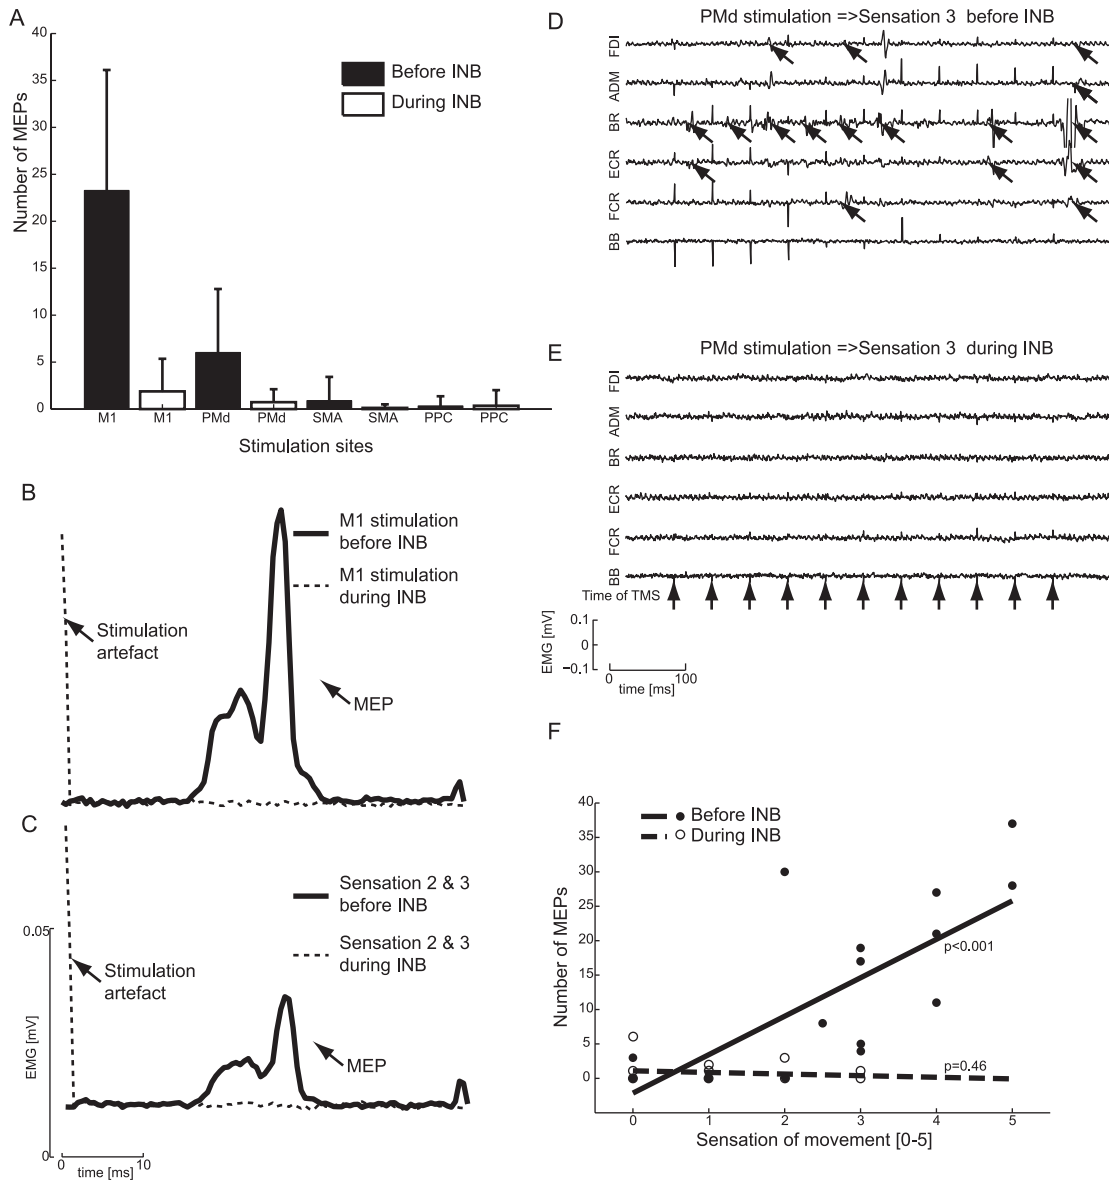 A
Number of MEPs
40
35
30
25
20
15
10
5
0
Before INB
During INB
M1 M1 PMd PMd SMA SMA PPC PPC
Stimulation sites
B
M1 stimulation
before INB
M1 stimulation
during INB
Stimulation
artefact
MEP
C
Sensation 2 & 3
before INB
Sensation 2 & 3
during INB
Stimulation
artefact
MEP
0.05
EMG [mV]
0
0 10
time [ms]
D
PMd stimulation =>Sensation 3 before INB
FDI
ADM
BR
ECR
FCR
BB
E
PMd stimulation =>Sensation 3 during INB
FDI
ADM
BR
ECR
FCR
BB
Time of TMS
EMG [mV]
0.1
0
−0.1
0 100
time [ms]
F
Before INB
During INB
Number of MEPs
40
35
30
25
20
15
10
5
0
p<0.001
p=0.46
0 1 2 3 4 5
Sensation of movement [0-5]